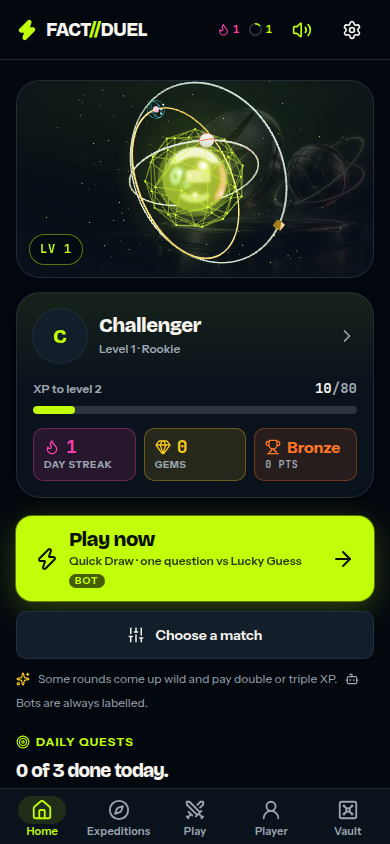 FACT//DUEL
1
1
LV 1
C
Challenger
Level 1 · Rookie
XP to level 2
10/80
1
DAY STREAK
0
GEMS
Bronze
0 PTS
Play now
Quick Draw · one question vs Lucky Guess
BOT
Choose a match
Some rounds come up wild and pay double or triple XP.
Bots are always labelled.
DAILY QUESTS
0 of 3 done today.
Home
Expeditions
Play
Player
Vault